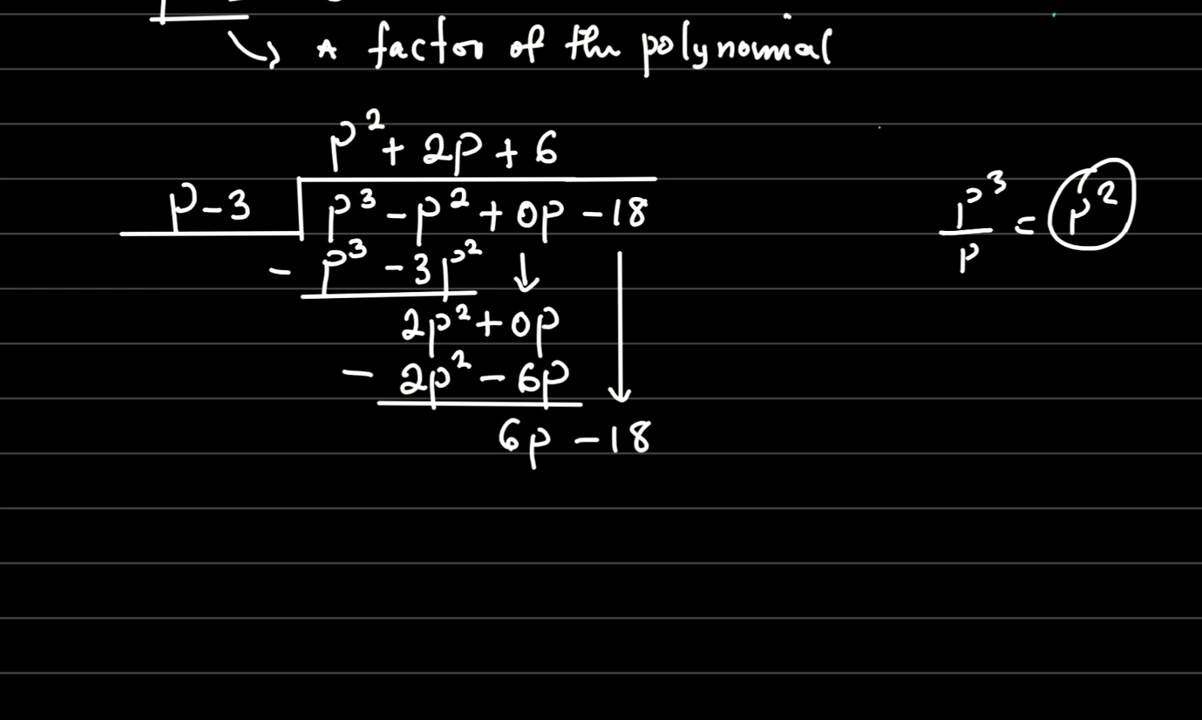 ↳ A factor of the polynomial
p² + 2p + 6
p - 3 | p³ - p² + 0p - 18
p³/p = p²
- p³ - 3p² ↓
2p² + 0p
- 2p² - 6p
6p - 18